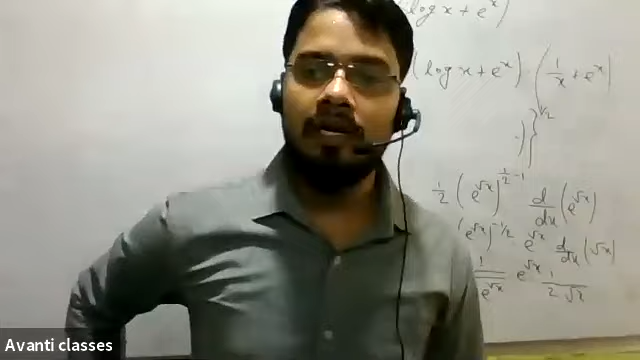 (log x + e^x)
(log x + e^x) (1/x + e^x)
)}^1/2
1/2 (e^√x)^1/2 - 1 d/dx (e^√x)
(e^√x)^-1/2 e^√x d/dx (√x)
1/√e^√x e^√x 1/2√x
Avanti classes